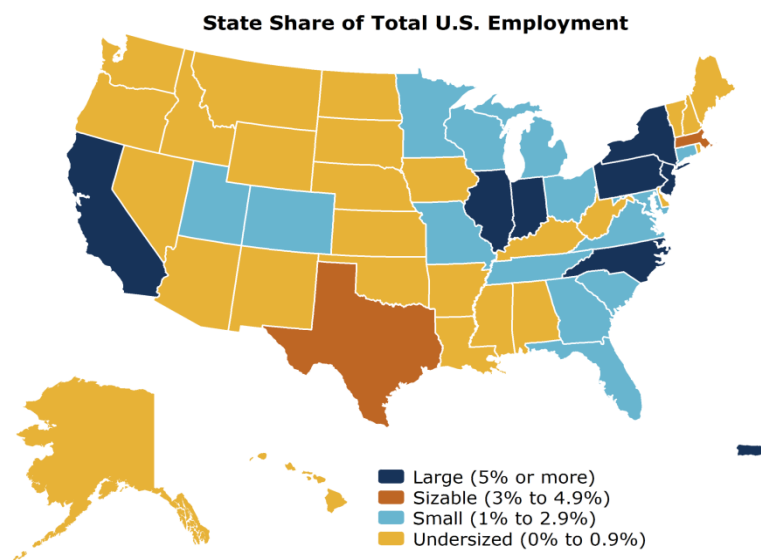 State Share of Total U.S. Employment
Large (5% or more)
Sizable (3% to 4.9%)
Small (1% to 2.9%)
Undersized (0% to 0.9%)